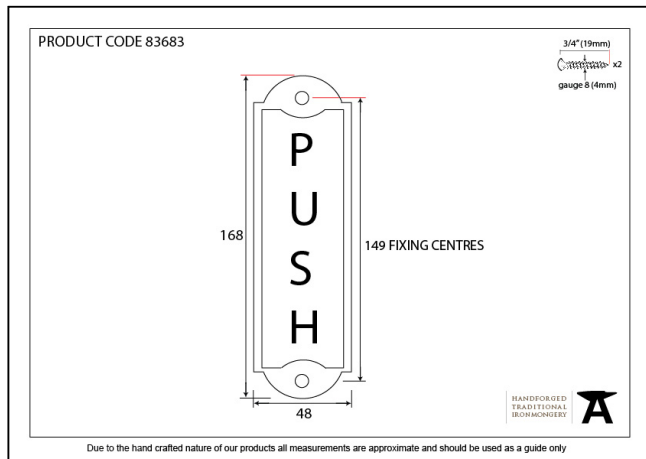 PRODUCT CODE 83683
3/4" (19mm)
x2
gauge 8 (4mm)
P
U
S
H
168
149 FIXING CENTRES
48
HANDFORGED
TRADITIONAL
IRONMONGERY
A
Due to the hand crafted nature of our products all measurements are approximate and should be used as a guide only